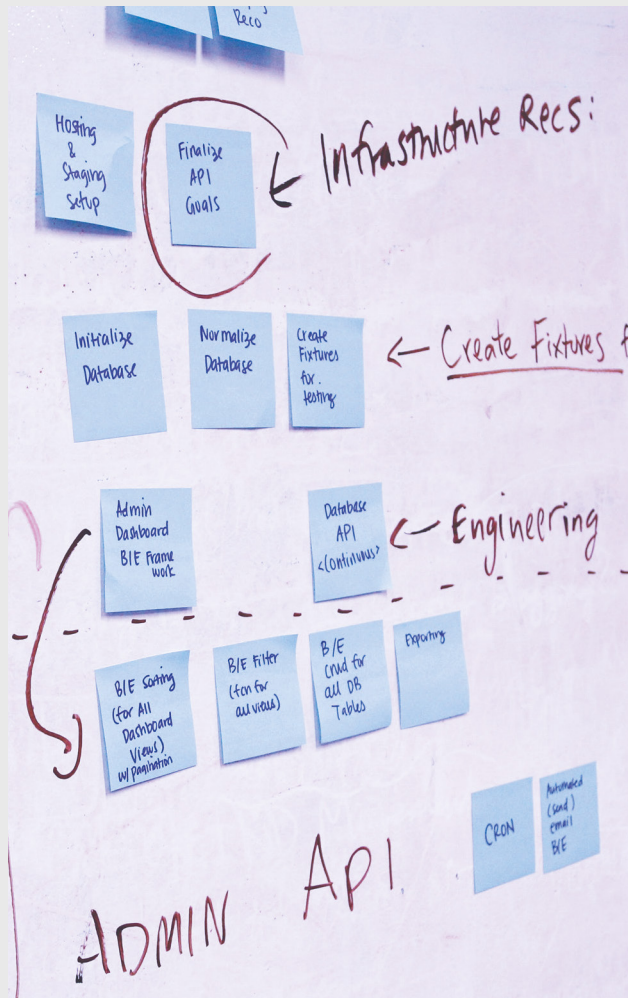 Reco
Hosting
&
Staging
Setup
Finalize
API
Goals
Infrastructure Recs:
Initialize
Database
Normalize
Database
Create
Fixtures
for.
testing
Create Fixtures f
Admin
Dashboard
B/E Frame
work
Database
API
<Continuous>
Engineering
B/E Sorting
(for All
Dashboard
Views)
w/ pagination
B/E Filter
(fcn for
all views)
B/E
Crud for
all DB
Tables
Exporting
CRON
Automated
(send)
email
B/E
ADMIN API